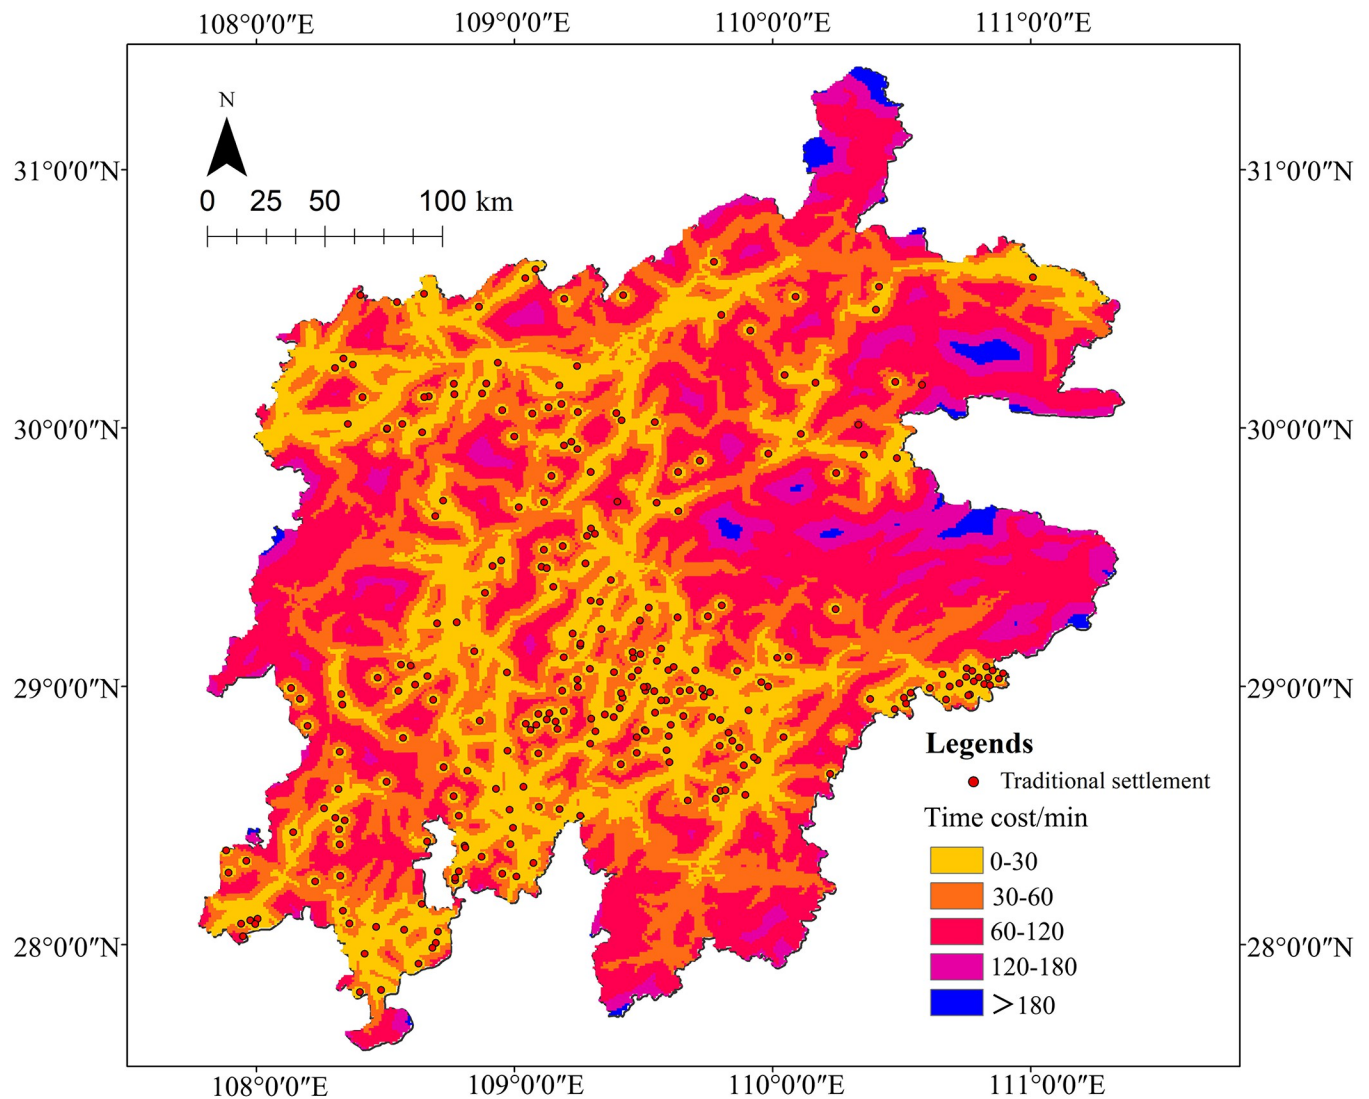 108°0′0″E 109°0′0″E 110°0′0″E 111°0′0″E
N
31°0′0″N 31°0′0″N
0 25 50 100 km
30°0′0″N 30°0′0″N
29°0′0″N 29°0′0″N
Legends
Traditional settlement
Time cost/min
0-30
30-60
60-120
28°0′0″N 28°0′0″N
120-180
>180
108°0′0″E 109°0′0″E 110°0′0″E 111°0′0″E